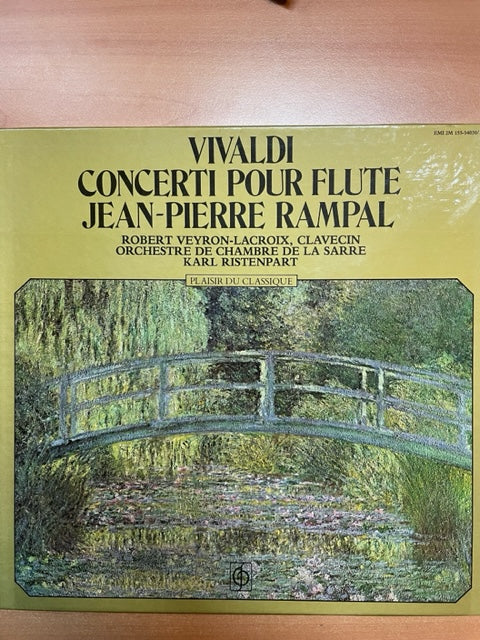 EMI 2M 155-54020/
VIVALDI
CONCERTI POUR FLUTE
JEAN-PIERRE RAMPAL
ROBERT VEYRON-LACROIX, CLAVECIN
ORCHESTRE DE CHAMBRE DE LA SARRE
KARL RISTENPART
PLAISIR DU CLASSIQUE